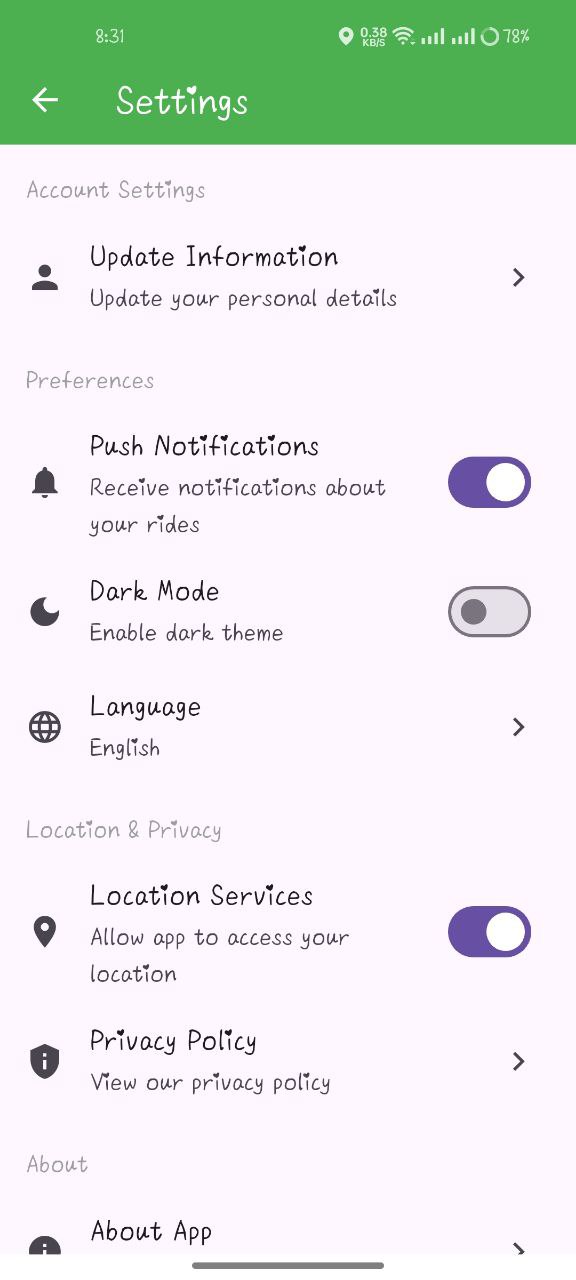 8:31
0.38
KB/S
78%
Settings
Account Settings
Update Information
Update your personal details
Preferences
Push Notifications
Receive notifications about
your rides
Dark Mode
Enable dark theme
Language
English
Location & Privacy
Location Services
Allow app to access your
location
Privacy Policy
View our privacy policy
About
About App